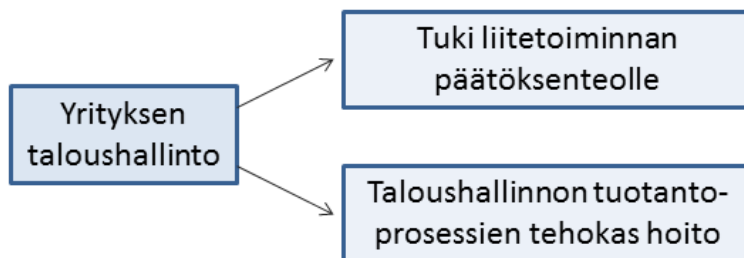 Yrityksen
taloushallinto
Tuki liitetoiminnan
päätöksenteolle
Taloushallinnon tuotanto-
prosessien tehokas hoito